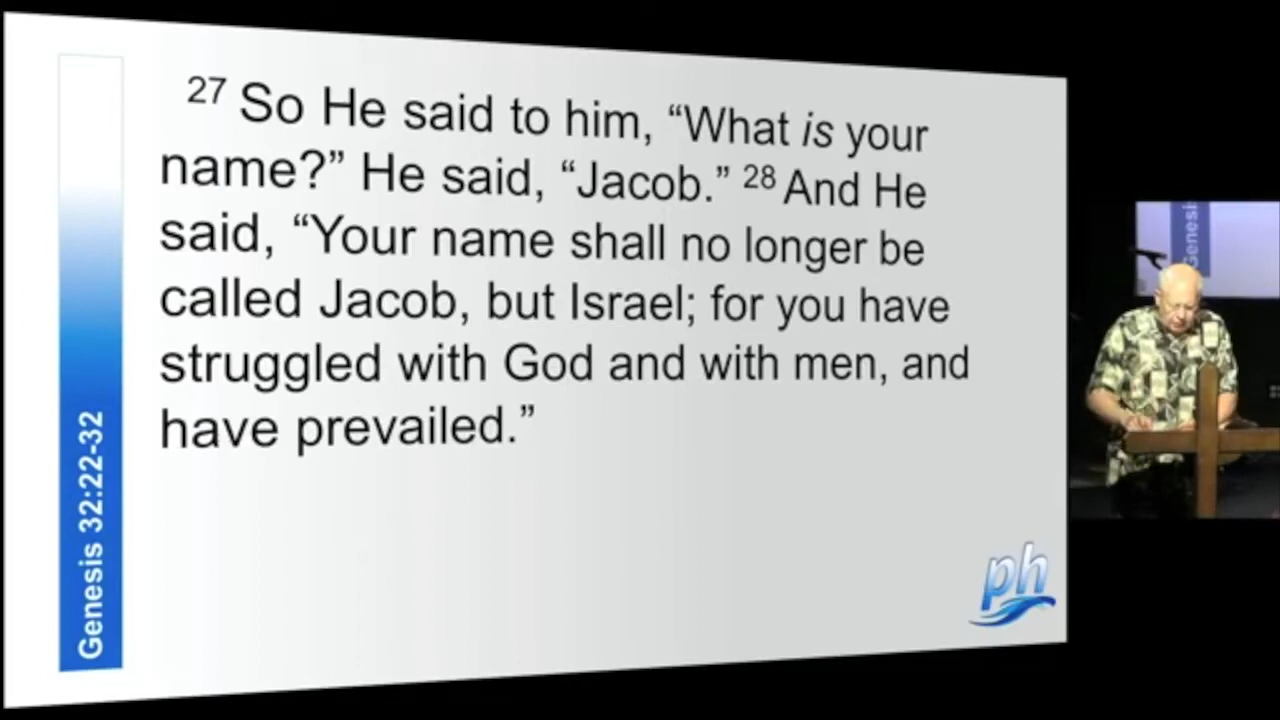 27 So He said to him, “What is your
name?” He said, “Jacob.” 28 And He
said, “Your name shall no longer be
called Jacob, but Israel; for you have
struggled with God and with men, and
have prevailed.”
Genesis 32:22-32
ph
Genesis